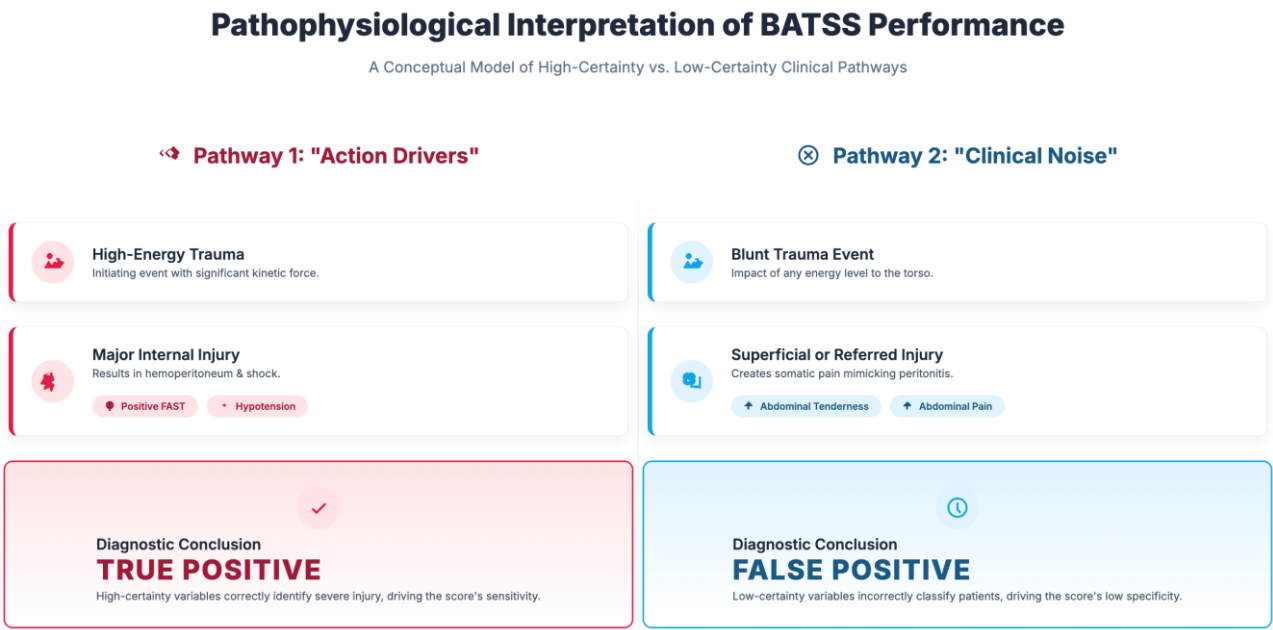 Pathophysiological Interpretation of BATSS Performance
A Conceptual Model of High-Certainty vs. Low-Certainty Clinical Pathways
Pathway 1: "Action Drivers"
High-Energy Trauma
Initiating event with significant kinetic force.
Major Internal Injury
Results in hemoperitoneum & shock.
Positive FAST
Hypotension
Diagnostic Conclusion
TRUE POSITIVE
High-certainty variables correctly identify severe injury, driving the score's sensitivity.
Pathway 2: "Clinical Noise"
Blunt Trauma Event
Impact of any energy level to the torso.
Superficial or Referred Injury
Creates somatic pain mimicking peritonitis.
Abdominal Tenderness
Abdominal Pain
Diagnostic Conclusion
FALSE POSITIVE
Low-certainty variables incorrectly classify patients, driving the score's low specificity.